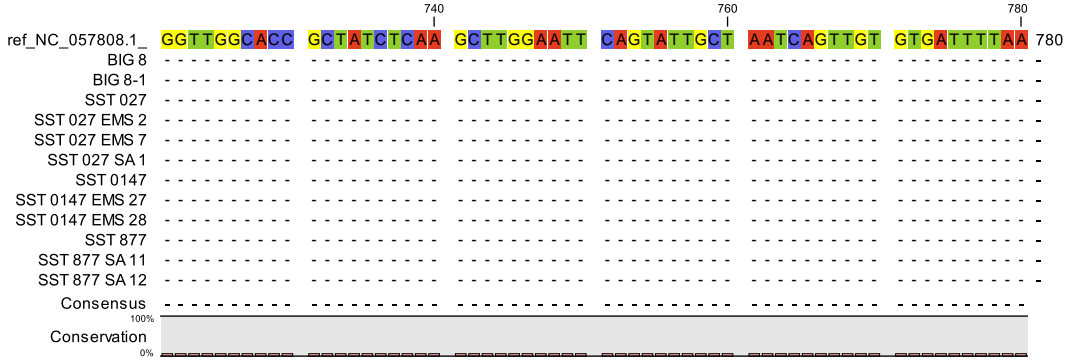 740 760 780
ref_NC_057808.1_ GGTTGGCACC GCTATCTCAA GCTTGGAATT CAGTATTGCT AATCAGTTGT GTGATTTTAA 780
BIG 8 - - - - - - - - - - - - - - - - - - - - - - - - - - - - - - - - - - - - - - - - - - - - - - - - - - - - - - - - - - - - -
BIG 8-1 - - - - - - - - - - - - - - - - - - - - - - - - - - - - - - - - - - - - - - - - - - - - - - - - - - - - - - - - - - - - -
SST 027 - - - - - - - - - - - - - - - - - - - - - - - - - - - - - - - - - - - - - - - - - - - - - - - - - - - - - - - - - - - - -
SST 027 EMS 2 - - - - - - - - - - - - - - - - - - - - - - - - - - - - - - - - - - - - - - - - - - - - - - - - - - - - - - - - - - - - -
SST 027 EMS 7 - - - - - - - - - - - - - - - - - - - - - - - - - - - - - - - - - - - - - - - - - - - - - - - - - - - - - - - - - - - - -
SST 027 SA 1 - - - - - - - - - - - - - - - - - - - - - - - - - - - - - - - - - - - - - - - - - - - - - - - - - - - - - - - - - - - - -
SST 0147 - - - - - - - - - - - - - - - - - - - - - - - - - - - - - - - - - - - - - - - - - - - - - - - - - - - - - - - - - - - - -
SST 0147 EMS 27 - - - - - - - - - - - - - - - - - - - - - - - - - - - - - - - - - - - - - - - - - - - - - - - - - - - - - - - - - - - - -
SST 0147 EMS 28 - - - - - - - - - - - - - - - - - - - - - - - - - - - - - - - - - - - - - - - - - - - - - - - - - - - - - - - - - - - - -
SST 877 - - - - - - - - - - - - - - - - - - - - - - - - - - - - - - - - - - - - - - - - - - - - - - - - - - - - - - - - - - - - -
SST 877 SA 11 - - - - - - - - - - - - - - - - - - - - - - - - - - - - - - - - - - - - - - - - - - - - - - - - - - - - - - - - - - - - -
SST 877 SA 12 - - - - - - - - - - - - - - - - - - - - - - - - - - - - - - - - - - - - - - - - - - - - - - - - - - - - - - - - - - - - -
Consensus - - - - - - - - - - - - - - - - - - - - - - - - - - - - - - - - - - - - - - - - - - - - - - - - - - - - - - - - - - - -
100%
Conservation
0%